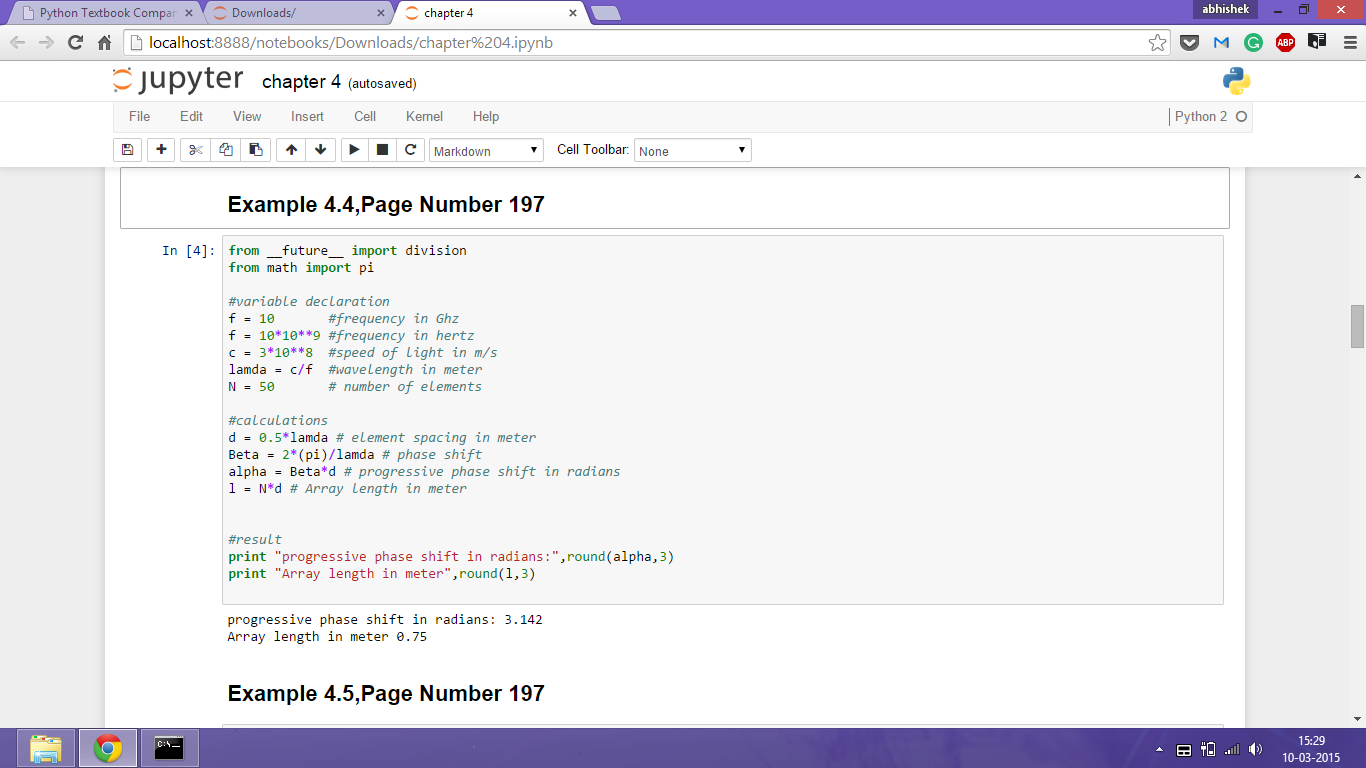 Python Textbook Compar
Downloads/
chapter 4
abhishek
localhost:8888/notebooks/Downloads/chapter%204.ipynb
ABP
jupyter chapter 4 (autosaved)
File Edit View Insert Cell Kernel Help
Python 2
Markdown
Cell Toolbar: None
Example 4.4,Page Number 197
In [4]:
from __future__ import division
from math import pi
#variable declaration
f = 10 #frequency in Ghz
f = 10*10**9 #frequency in hertz
c = 3*10**8 #speed of light in m/s
lamda = c/f #wavelength in meter
N = 50 # number of elements
#calculations
d = 0.5*lamda # element spacing in meter
Beta = 2*(pi)/lamda # phase shift
alpha = Beta*d # progressive phase shift in radians
l = N*d # Array length in meter
#result
print "progressive phase shift in radians:",round(alpha,3)
print "Array length in meter",round(l,3)
progressive phase shift in radians: 3.142
Array length in meter 0.75
Example 4.5,Page Number 197
C:\_
15:29
10-03-2015